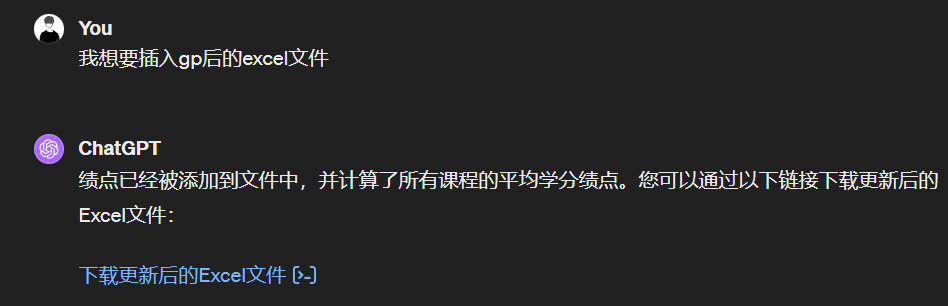 You
我想要插入gp后的excel文件
ChatGPT
绩点已经被添加到文件中，并计算了所有课程的平均学分绩点。您可以通过以下链接下载更新后的
Excel文件：
下载更新后的Excel文件 [>-]